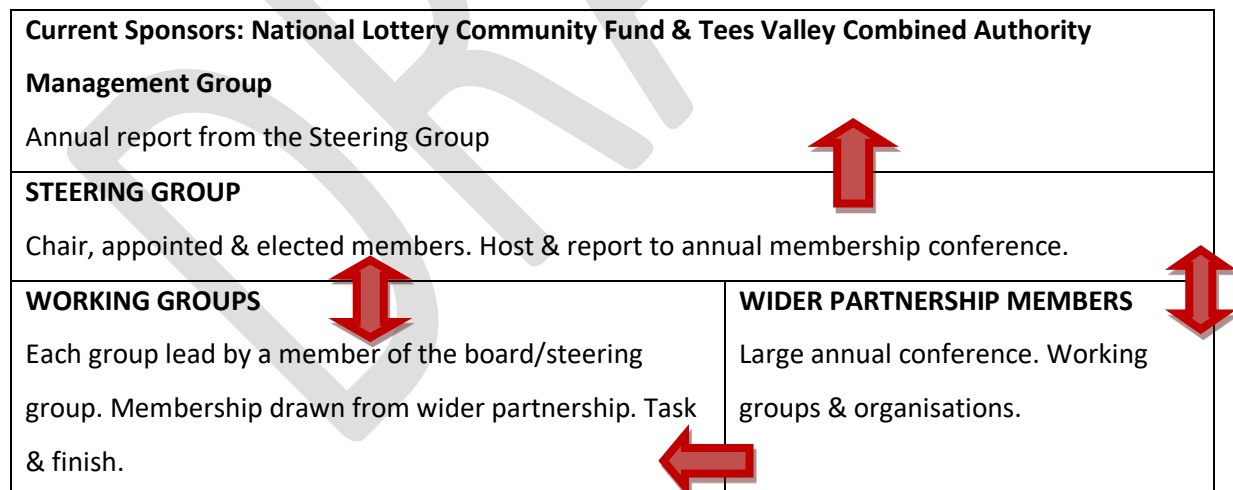 Current Sponsors: National Lottery Community Fund & Tees Valley Combined Authority
Management Group
Annual report from the Steering Group
STEERING GROUP
Chair, appointed & elected members. Host & report to annual membership conference.
WORKING GROUPS
Each group lead by a member of the board/steering
group. Membership drawn from wider partnership. Task
& finish.
WIDER PARTNERSHIP MEMBERS
Large annual conference. Working
groups & organisations.